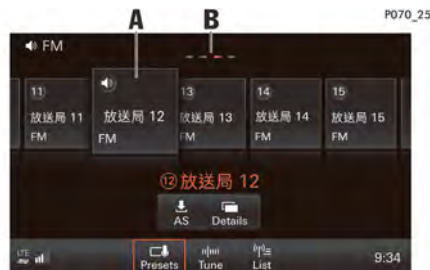 A
B
P070_25
FM
11
13
14
15
放送局 11
放送局 12
放送局 13
放送局 14
放送局 15
FM
FM
FM
FM
FM
⑫放送局 12
AS
Details
LTE
Presets
Tune
List
9:34